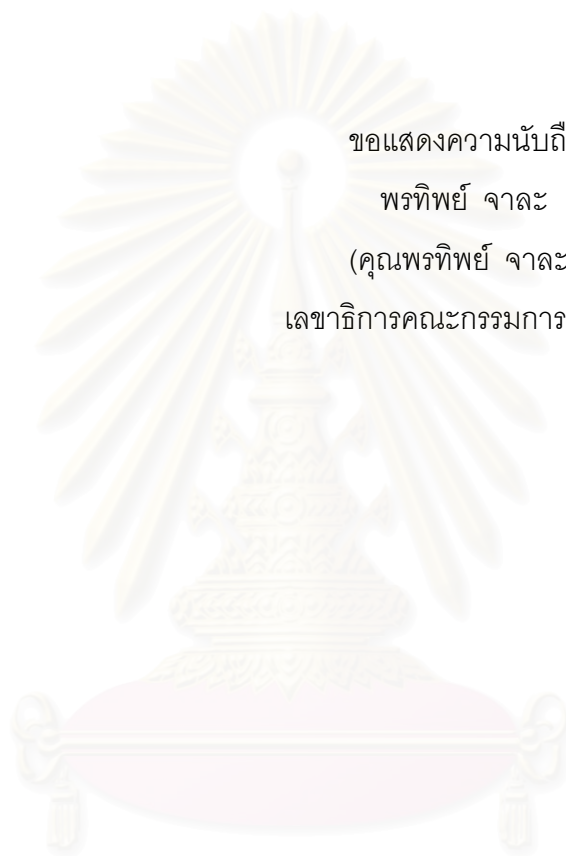 ขอแสดงความนับถื
พรทิพย์ จาละ
(คุณพรทิพย์ จาละ
เลขาธิการคณะกรรมการ